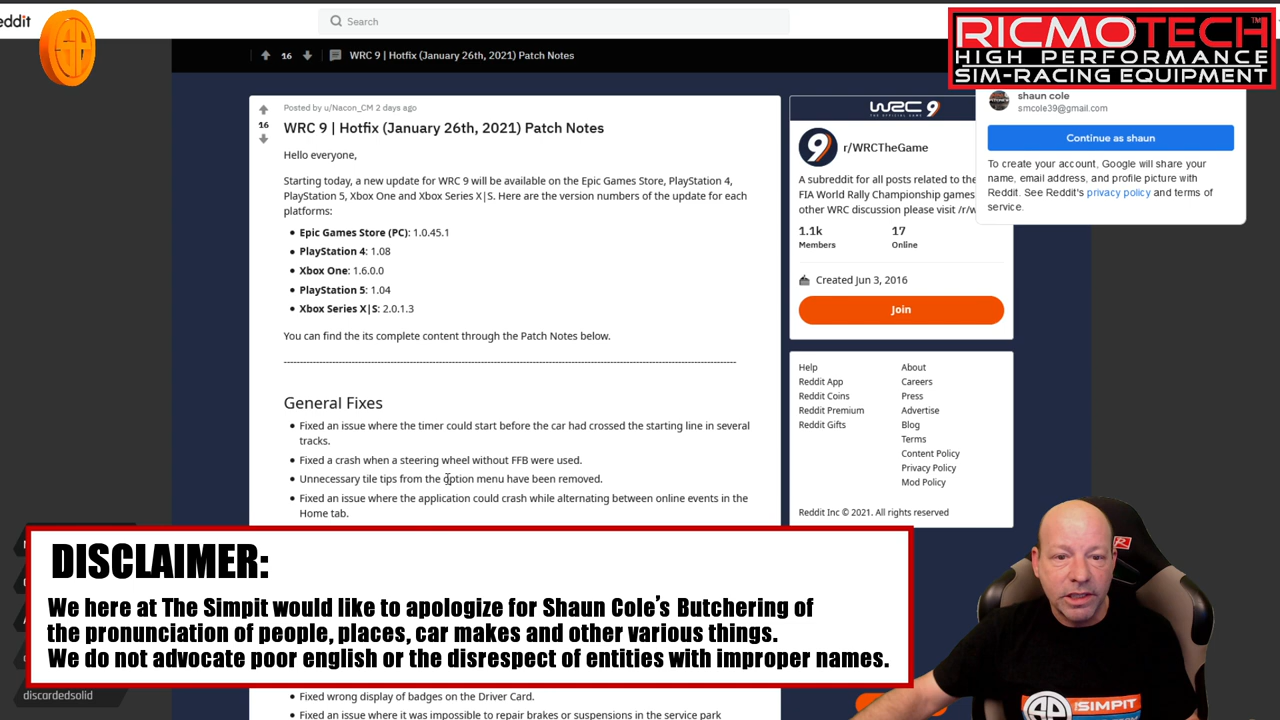 eddit
Search
16
WRC 9 | Hotfix (January 26th, 2021) Patch Notes
RICMOTECH™
HIGH PERFORMANCE
SIM-RACING EQUIPMENT
shaun cole
smcole39@gmail.com
Continue as shaun
To create your account, Google will share your
name, email address, and profile picture with
Reddit. See Reddit's privacy policy and terms of
service.
16
Posted by u/Nacon_CM 2 days ago
WRC 9 | Hotfix (January 26th, 2021) Patch Notes
Hello everyone,
Starting today, a new update for WRC 9 will be available on the Epic Games Store, PlayStation 4,
PlayStation 5, Xbox One and Xbox Series X|S. Here are the version numbers of the update for each
platforms:
Epic Games Store (PC): 1.0.45.1
PlayStation 4: 1.08
Xbox One: 1.6.0.0
PlayStation 5: 1.04
Xbox Series X|S: 2.0.1.3
You can find the its complete content through the Patch Notes below.
General Fixes
Fixed an issue where the timer could start before the car had crossed the starting line in several
tracks.
Fixed a crash when a steering wheel without FFB were used.
Unnecessary tile tips from the option menu have been removed.
Fixed an issue where the application could crash while alternating between online events in the
Home tab.
WRC 9
9
r/WRCTheGame
A subreddit for all posts related to the
FIA World Rally Championship games
other WRC discussion please visit /r/w
1.1k
Members
17
Online
Created Jun 3, 2016
Join
Help
Reddit App
Reddit Coins
Reddit Premium
Reddit Gifts
About
Careers
Press
Advertise
Blog
Terms
Content Policy
Privacy Policy
Mod Policy
Reddit Inc © 2021. All rights reserved
DISCLAIMER:
We here at The Simpit would like to apologize for Shaun Cole's Butchering of
the pronunciation of people, places, car makes and other various things.
We do not advocate poor english or the disrespect of entities with improper names.
discardedsolid
Fixed wrong display of badges on the Driver Card.
Fixed an issue where it was impossible to repair brakes or suspensions in the service park
SIMPIT